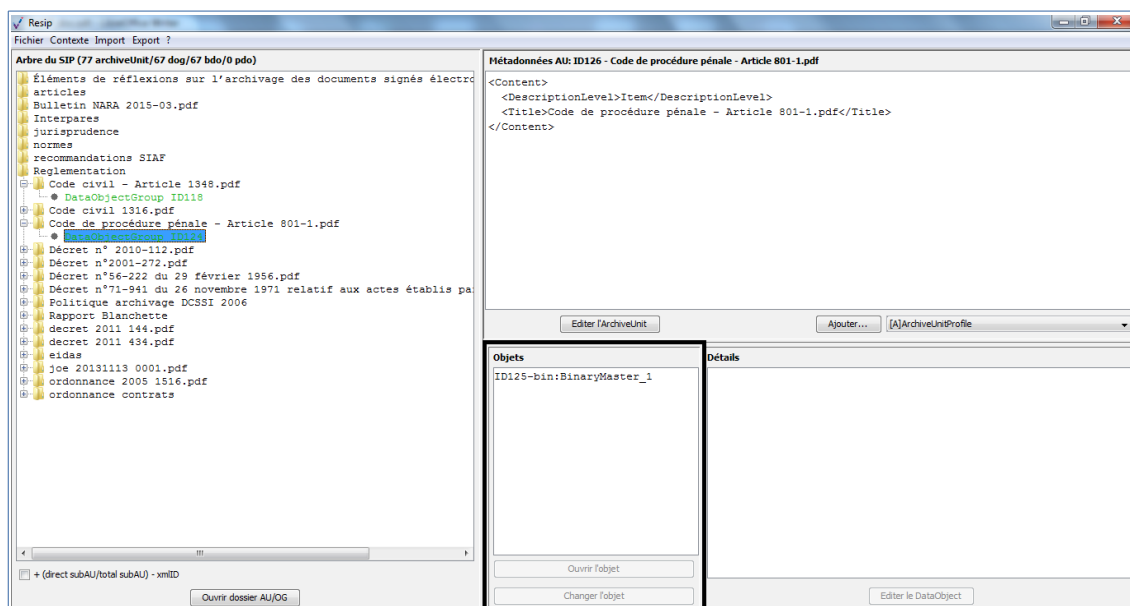 Resip
Fichier Contexte Import Export ?
Arbre du SIP (77 archiveUnit/67 dog/67 bdo/0 pdo)
Éléments de réflexions sur l'archivage des documents signés électro
articles
Bulletin NARA 2015-03.pdf
Interpares
jurisprudence
normes
recommandations SIAF
Reglementation
Code civil - Article 1348.pdf
DataObjectGroup ID118
Code civil 1316.pdf
Code de procédure pénale - Article 801-1.pdf
DataObjectGroup ID124
Décret n° 2010-112.pdf
Décret n°2001-272.pdf
Décret n°56-222 du 29 février 1956.pdf
Décret n°71-941 du 26 novembre 1971 relatif aux actes établis pa
Politique archivage DCSSI 2006
Rapport Blanchette
decret 2011 144.pdf
decret 2011 434.pdf
eidas
joe 20131113 0001.pdf
ordonnance 2005 1516.pdf
ordonnance contrats
+ (direct subAU/total subAU) - xmlID
Ouvrir dossier AU/OG
Métadonnées AU: ID126 - Code de procédure pénale - Article 801-1.pdf
<Content>
<DescriptionLevel>Item</DescriptionLevel>
<Title>Code de procédure pénale - Article 801-1.pdf</Title>
</Content>
Editer l'ArchiveUnit
Ajouter... [A]ArchiveUnitProfile
Objets
ID125-bin:BinaryMaster_1
Ouvrir l'objet
Changer l'objet
Détails
Editer le DataObject